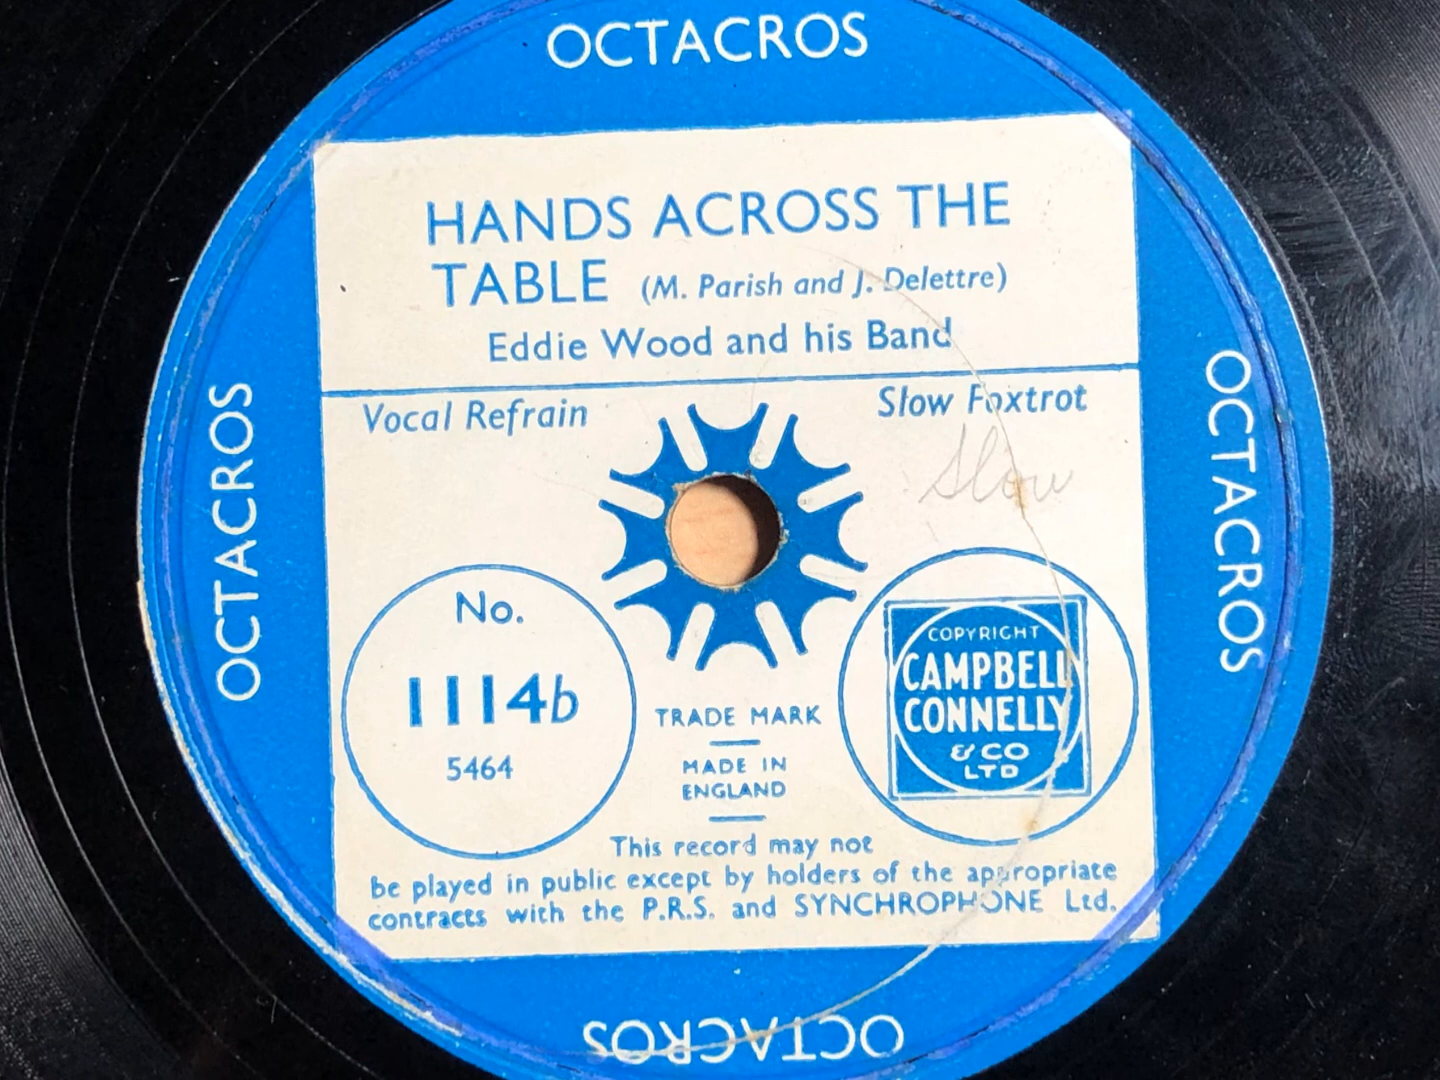 OCTACROS
HANDS ACROSS THE
TABLE (M. Parish and J. Delettre)
Eddie Wood and his Band
Vocal Refrain
Slow Foxtrot
Slow
OCTACROS
OCTACROS
No.
1114b
5464
TRADE MARK
MADE IN
ENGLAND
COPYRIGHT
CAMPBELL
CONNELLY
& CO
LTD
This record may not
be played in public except by holders of the appropriate
contracts with the P.R.S. and SYNCHROPHONE Ltd.
OCTACROS